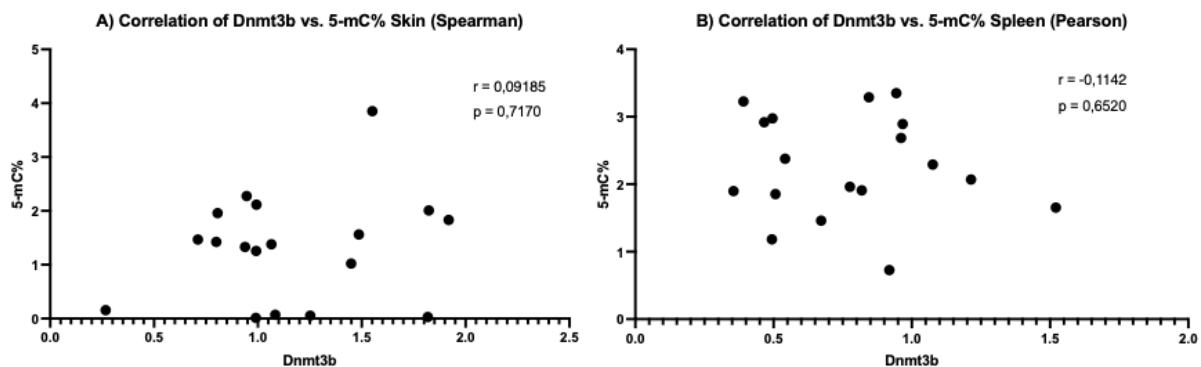 A) Correlation of Dnmt3b vs. 5-mC% Skin (Spearman)
5
4
3
2
1
0
5-mC%
r = 0,09185
p = 0,7170
0.0 0.5 1.0 1.5 2.0 2.5
Dnmt3b
B) Correlation of Dnmt3b vs. 5-mC% Spleen (Pearson)
4
3
2
1
0
5-mC%
r = -0,1142
p = 0,6520
0.0 0.5 1.0 1.5 2.0
Dnmt3b